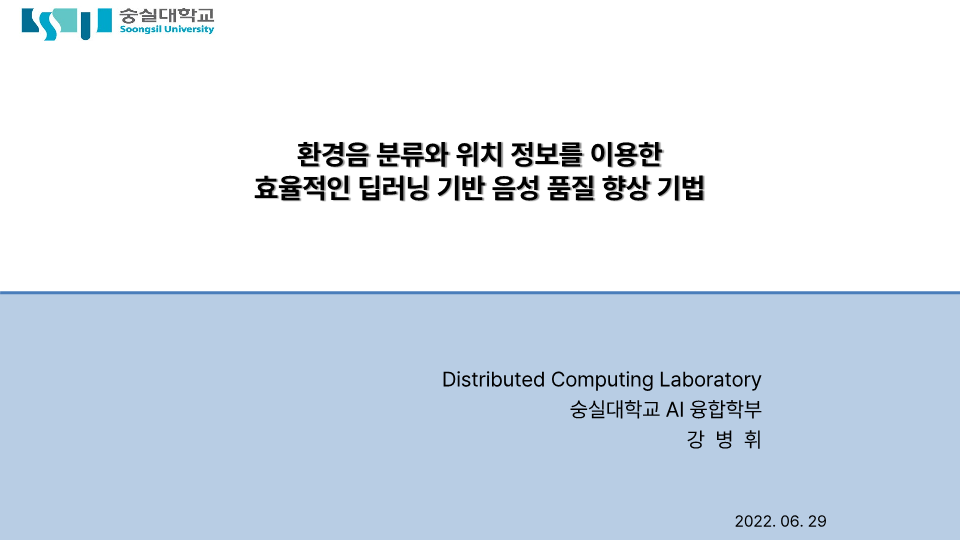 숭실대학교
Soongsil University
환경음 분류와 위치 정보를 이용한
효율적인 딥러닝 기반 음성 품질 향상 기법
Distributed Computing Laboratory
숭실대학교 AI 융합학부
강 병 휘
2022. 06. 29